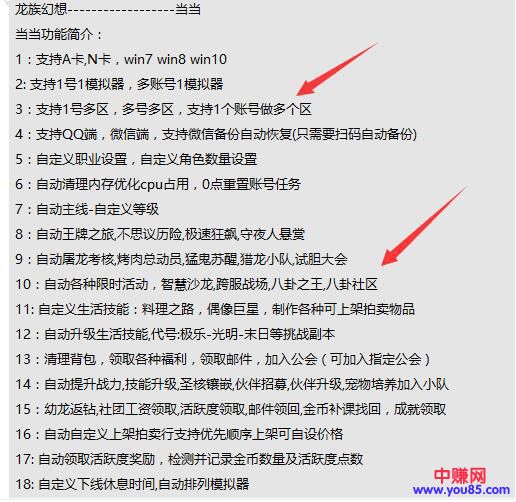 龙族幻想------------------当当
当当功能简介：
1：支持A卡,N卡，win7 win8 win10
2: 支持1号1模拟器，多账号1模拟器
3：支持1号多区，多号多区，支持1个账号做多个区
4：支持QQ端，微信端，支持微信备份自动恢复(只需要扫码自动备份)
5：自定义职业设置，自定义角色数量设置
6：自动清理内存优化cpu占用，0点重置账号任务
7：自动主线-自定义等级
8：自动王牌之旅,不思议历险,极速狂飙,守夜人悬赏
9：自动屠龙考核,烤肉总动员,猛鬼苏醒,猎龙小队,试胆大会
10：自动各种限时活动，智慧沙龙,跨服战场,八卦之王,八卦社区
11: 自定义生活技能：料理之路，偶像巨星，制作各种可上架拍卖物品
12：自动升级生活技能,代号:极乐-光明-末日等挑战副本
13：清理背包，领取各种福利，领取邮件，加入公会（可加入指定公会）
14：自动提升战力,技能升级,圣核镶嵌,伙伴招募,伙伴升级,宠物培养加入小队
15：幼龙返钻,社团工资领取,活跃度领取,邮件领回,金币补课找回，成就领取
16：自动自定义上架拍卖行支持优先顺序上架可自设价格
17: 自动领取活跃度奖励，检测并记录金币数量及活跃度点数
18: 自定义下线休息时间,自动排列模拟器
中赚网
www.you85.com